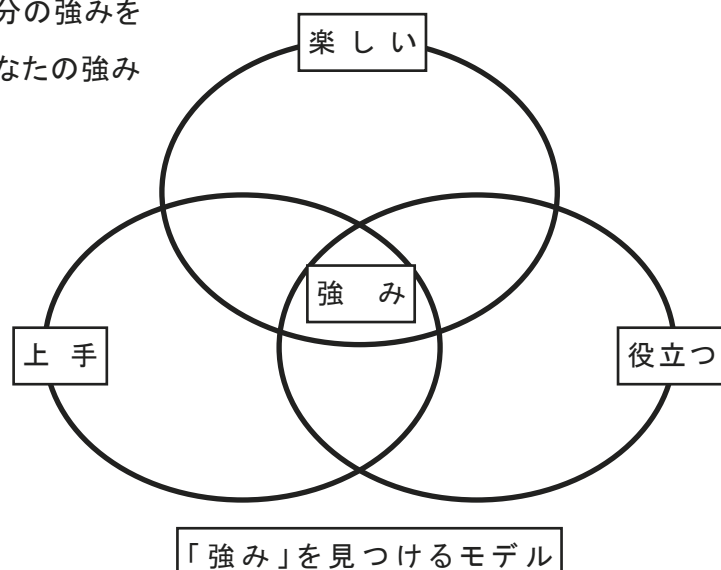 分の強みを
なたの強み
楽しい
強み
上手
役立つ
「強み」を見つけるモデル